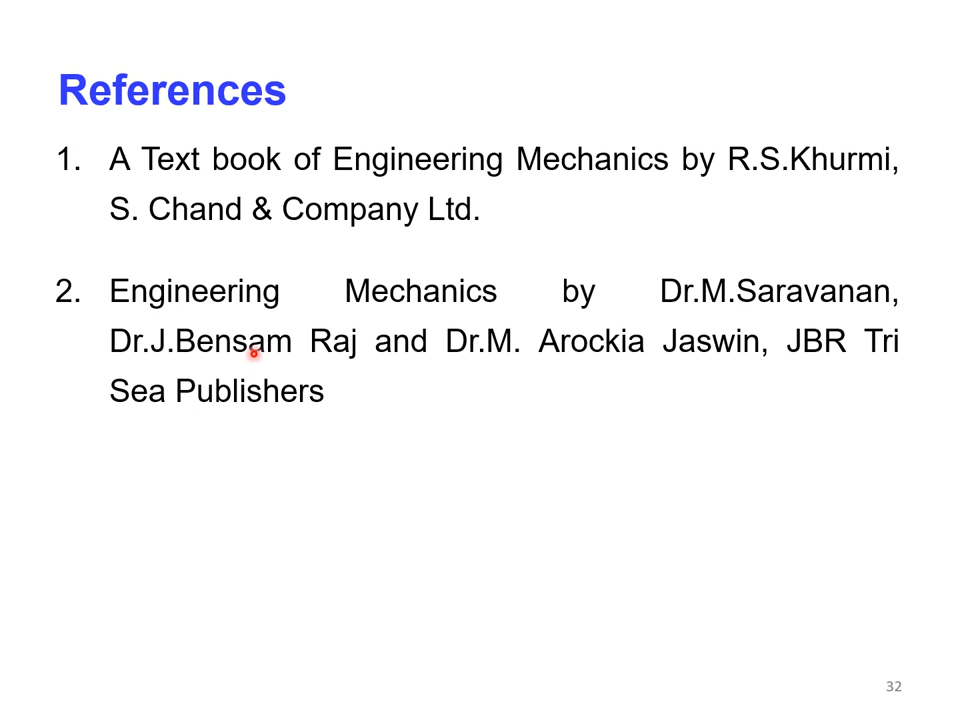 References
1. A Text book of Engineering Mechanics by R.S.Khurmi,
S. Chand & Company Ltd.
2. Engineering Mechanics by Dr.M.Saravanan,
Dr.J.Bensam Raj and Dr.M. Arockia Jaswin, JBR Tri
Sea Publishers
32